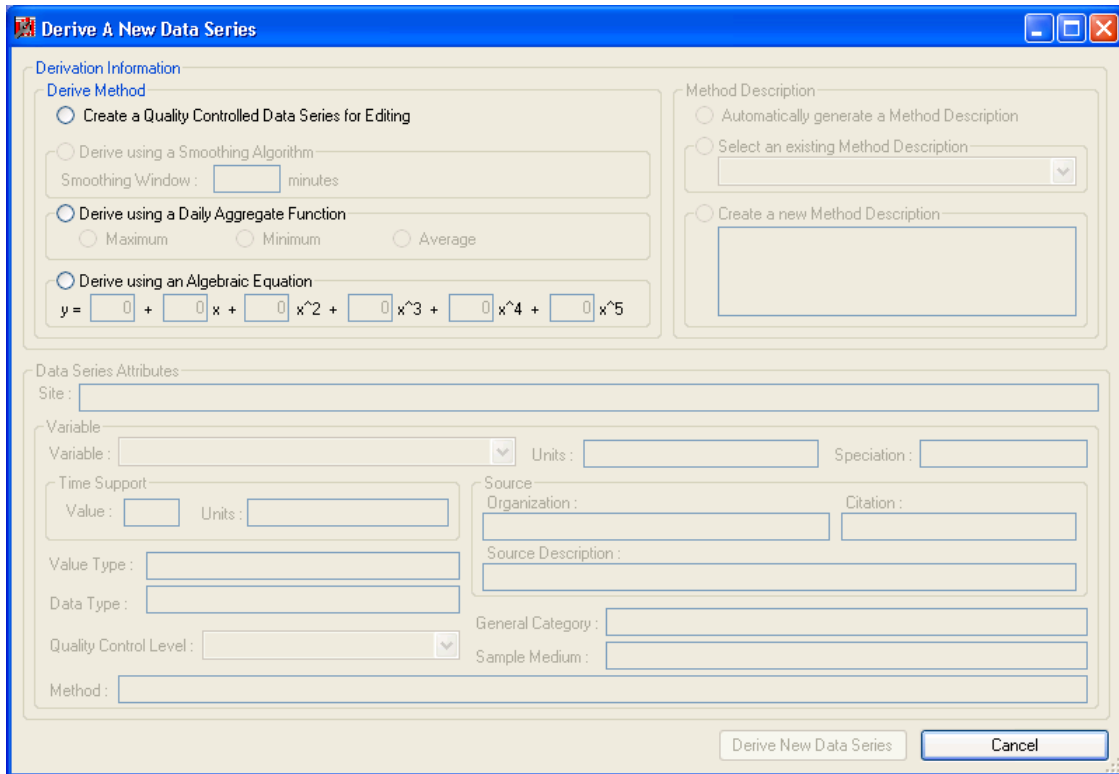 Derive A New Data Series
Derivation Information
Derive Method
Create a Quality Controlled Data Series for Editing
Derive using a Smoothing Algorithm
Smoothing Window : minutes
Derive using a Daily Aggregate Function
Maximum Minimum Average
Derive using an Algebraic Equation
y = 0 + 0 x + 0 x^2 + 0 x^3 + 0 x^4 + 0 x^5
Method Description
Automatically generate a Method Description
Select an existing Method Description
Create a new Method Description
Data Series Attributes
Site :
Variable
Variable : Units : Speciation :
Time Support
Value : Units :
Source
Organization : Citation :
Source Description :
Value Type :
Data Type :
Quality Control Level :
General Category :
Sample Medium :
Method :
Derive New Data Series Cancel